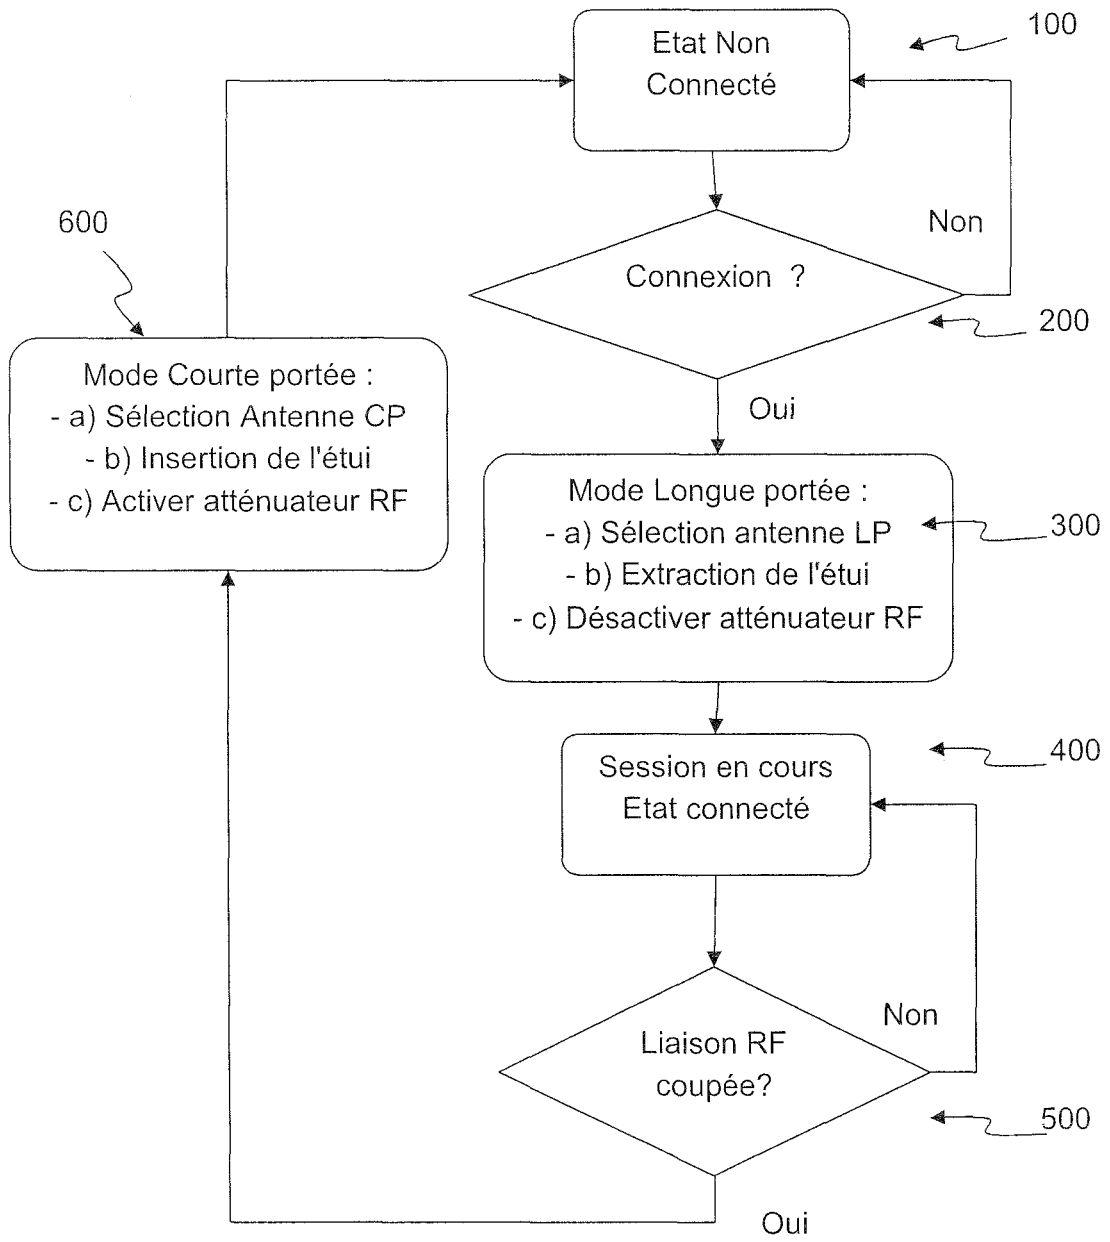 Etat Non
Connecté
100
Non
Connexion ?
200
600
Oui
Mode Courte portée :
- a) Sélection Antenne CP
- b) Insertion de l'étui
- c) Activer atténuateur RF
Mode Longue portée :
- a) Sélection antenne LP
- b) Extraction de l'étui
- c) Désactiver atténuateur RF
300
Session en cours
Etat connecté
400
Non
Liaison RF
coupée?
500
Oui